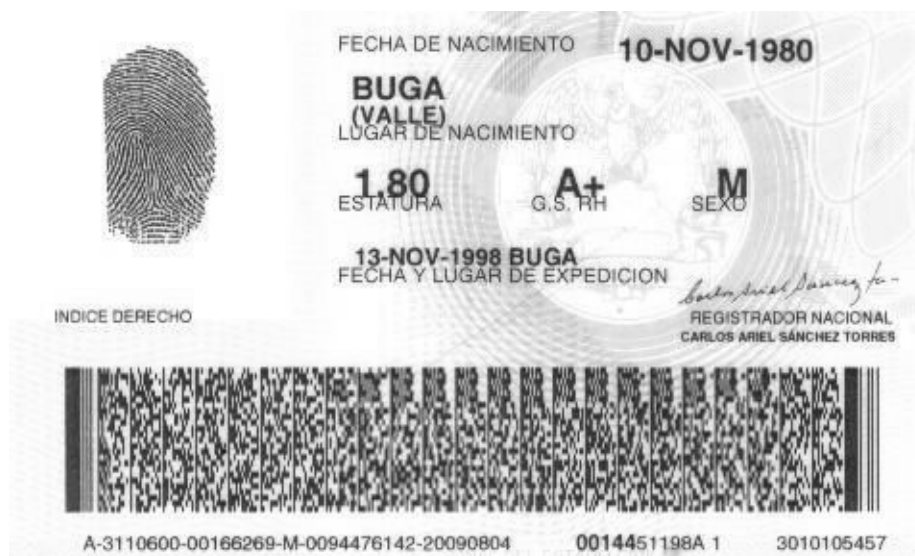 FECHA DE NACIMIENTO 10-NOV-1980
BUGA
(VALLE)
LUGAR DE NACIMIENTO
1.80 A+ M
ESTATURA G.S. RH SEXO
13-NOV-1998 BUGA
FECHA Y LUGAR DE EXPEDICION
INDICE DERECHO
REGISTRADOR NACIONAL
CARLOS ARIEL SÁNCHEZ TORRES
A-3110600-00166269-M-0094476142-20090804 0014451198A 1 3010105457